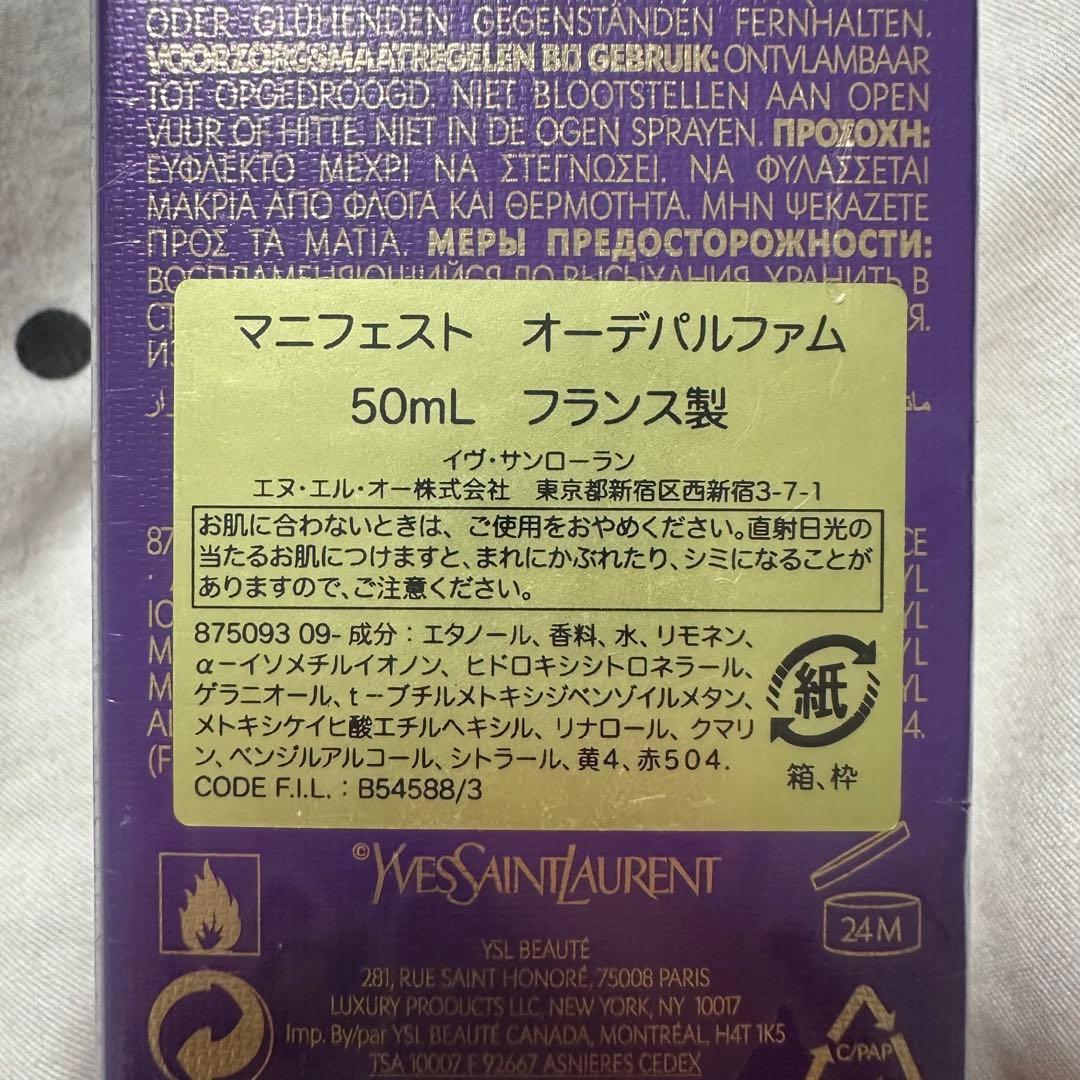 ODER GLÜHENDEN GEGENSTÄNDEN FERNHALTEN.
VOORZORGSMAATREGELEN BIJ GEBRUIK: ONTVLAMBAAR
TOT OPGEDROOGD. NIET BLOOTSTELLEN AAN OPEN
VUUR OF HITTE. NIET IN DE OGEN SPRAYEN. ΠΡΟΣΟΧΗ:
ΕΥΦΛΕΚΤΟ ΜΕΧΡΙ ΝΑ ΣΤΕΓΝΩΣΕΙ. ΝΑ ΦΥΛΑΣΣΕΤΑΙ
ΜΑΚΡΙΑ ΑΠΟ ΦΛΟΓΑ ΚΑΙ ΘΕΡΜΟΤΗΤΑ. ΜΗΝ ΨΕΚΑΖΕΤΕ
ΠΡΟΣ ΤΑ ΜΑΤΙΑ. МЕРЫ ПРЕДОСТОРОЖНОСТИ:
ВОСПЛАМЕНЯЮЩИЙСЯ ДО ВЫСЫХАНИЯ. ХРАНИТЬ В
マニフェスト オーデパルファム
50mL フランス製
イヴ・サンローラン
エヌ・エル・オー株式会社 東京都新宿区西新宿3-7-1
お肌に合わないときは、ご使用をおやめください。直射日光の
当たるお肌につけますと、まれにかぶれたり、シミになることが
ありますので、ご注意ください。
875093 09- 成分：エタノール、香料、水、リモネン、
α－イソメチルイオノン、ヒドロキシシトロネラール、
ゲラニオール、t－ブチルメトキシジベンゾイルメタン、
メトキシケイヒ酸エチルヘキシル、リナロール、クマリ
ン、ベンジルアルコール、シトラール、黄4、赤504.
CODE F.I.L. : B54588/3
紙
箱、枠
©YVESSAINTLAURENT
24M
YSL BEAUTÉ
281, RUE SAINT HONORÉ, 75008 PARIS
LUXURY PRODUCTS LLC, NEW YORK, NY 10017
Imp. By/par YSL BEAUTÉ CANADA, MONTRÉAL, H4T 1K5
TSA 10007 F 92667 ASNIERES CEDEX
C/PAP